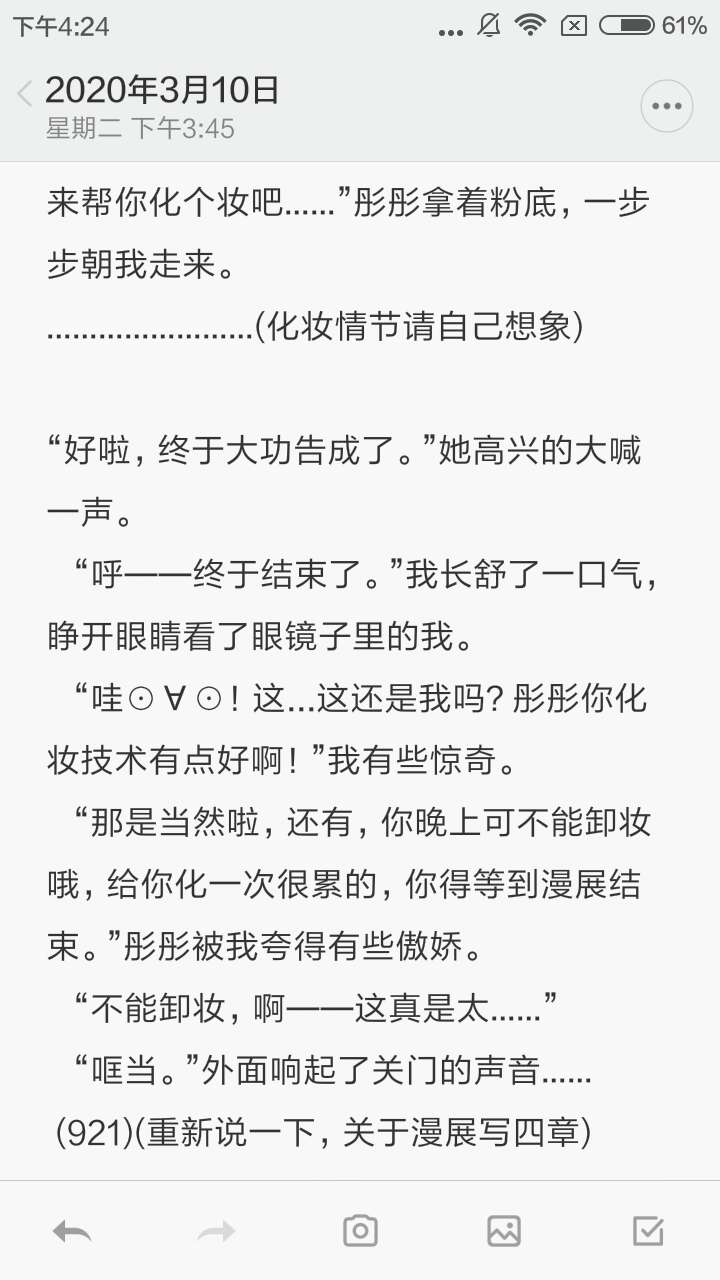 下午4:24
61%
2020年3月10日
星期二 下午3:45
来帮你化个妆吧……”彤彤拿着粉底，一步
步朝我走来。
……………………(化妆情节请自己想象)
“好啦，终于大功告成了。”她高兴的大喊
一声。
“呼——终于结束了。”我长舒了一口气，
睁开眼睛看了眼镜子里的我。
“哇⊙∀⊙！这…这还是我吗？彤彤你化
妆技术有点好啊！”我有些惊奇。
“那是当然啦，还有，你晚上可不能卸妆
哦，给你化一次很累的，你得等到漫展结
束。”彤彤被我夸得有些傲娇。
“不能卸妆，啊——这真是太……”
“哐当。”外面响起了关门的声音……
(921)(重新说一下，关于漫展写四章)